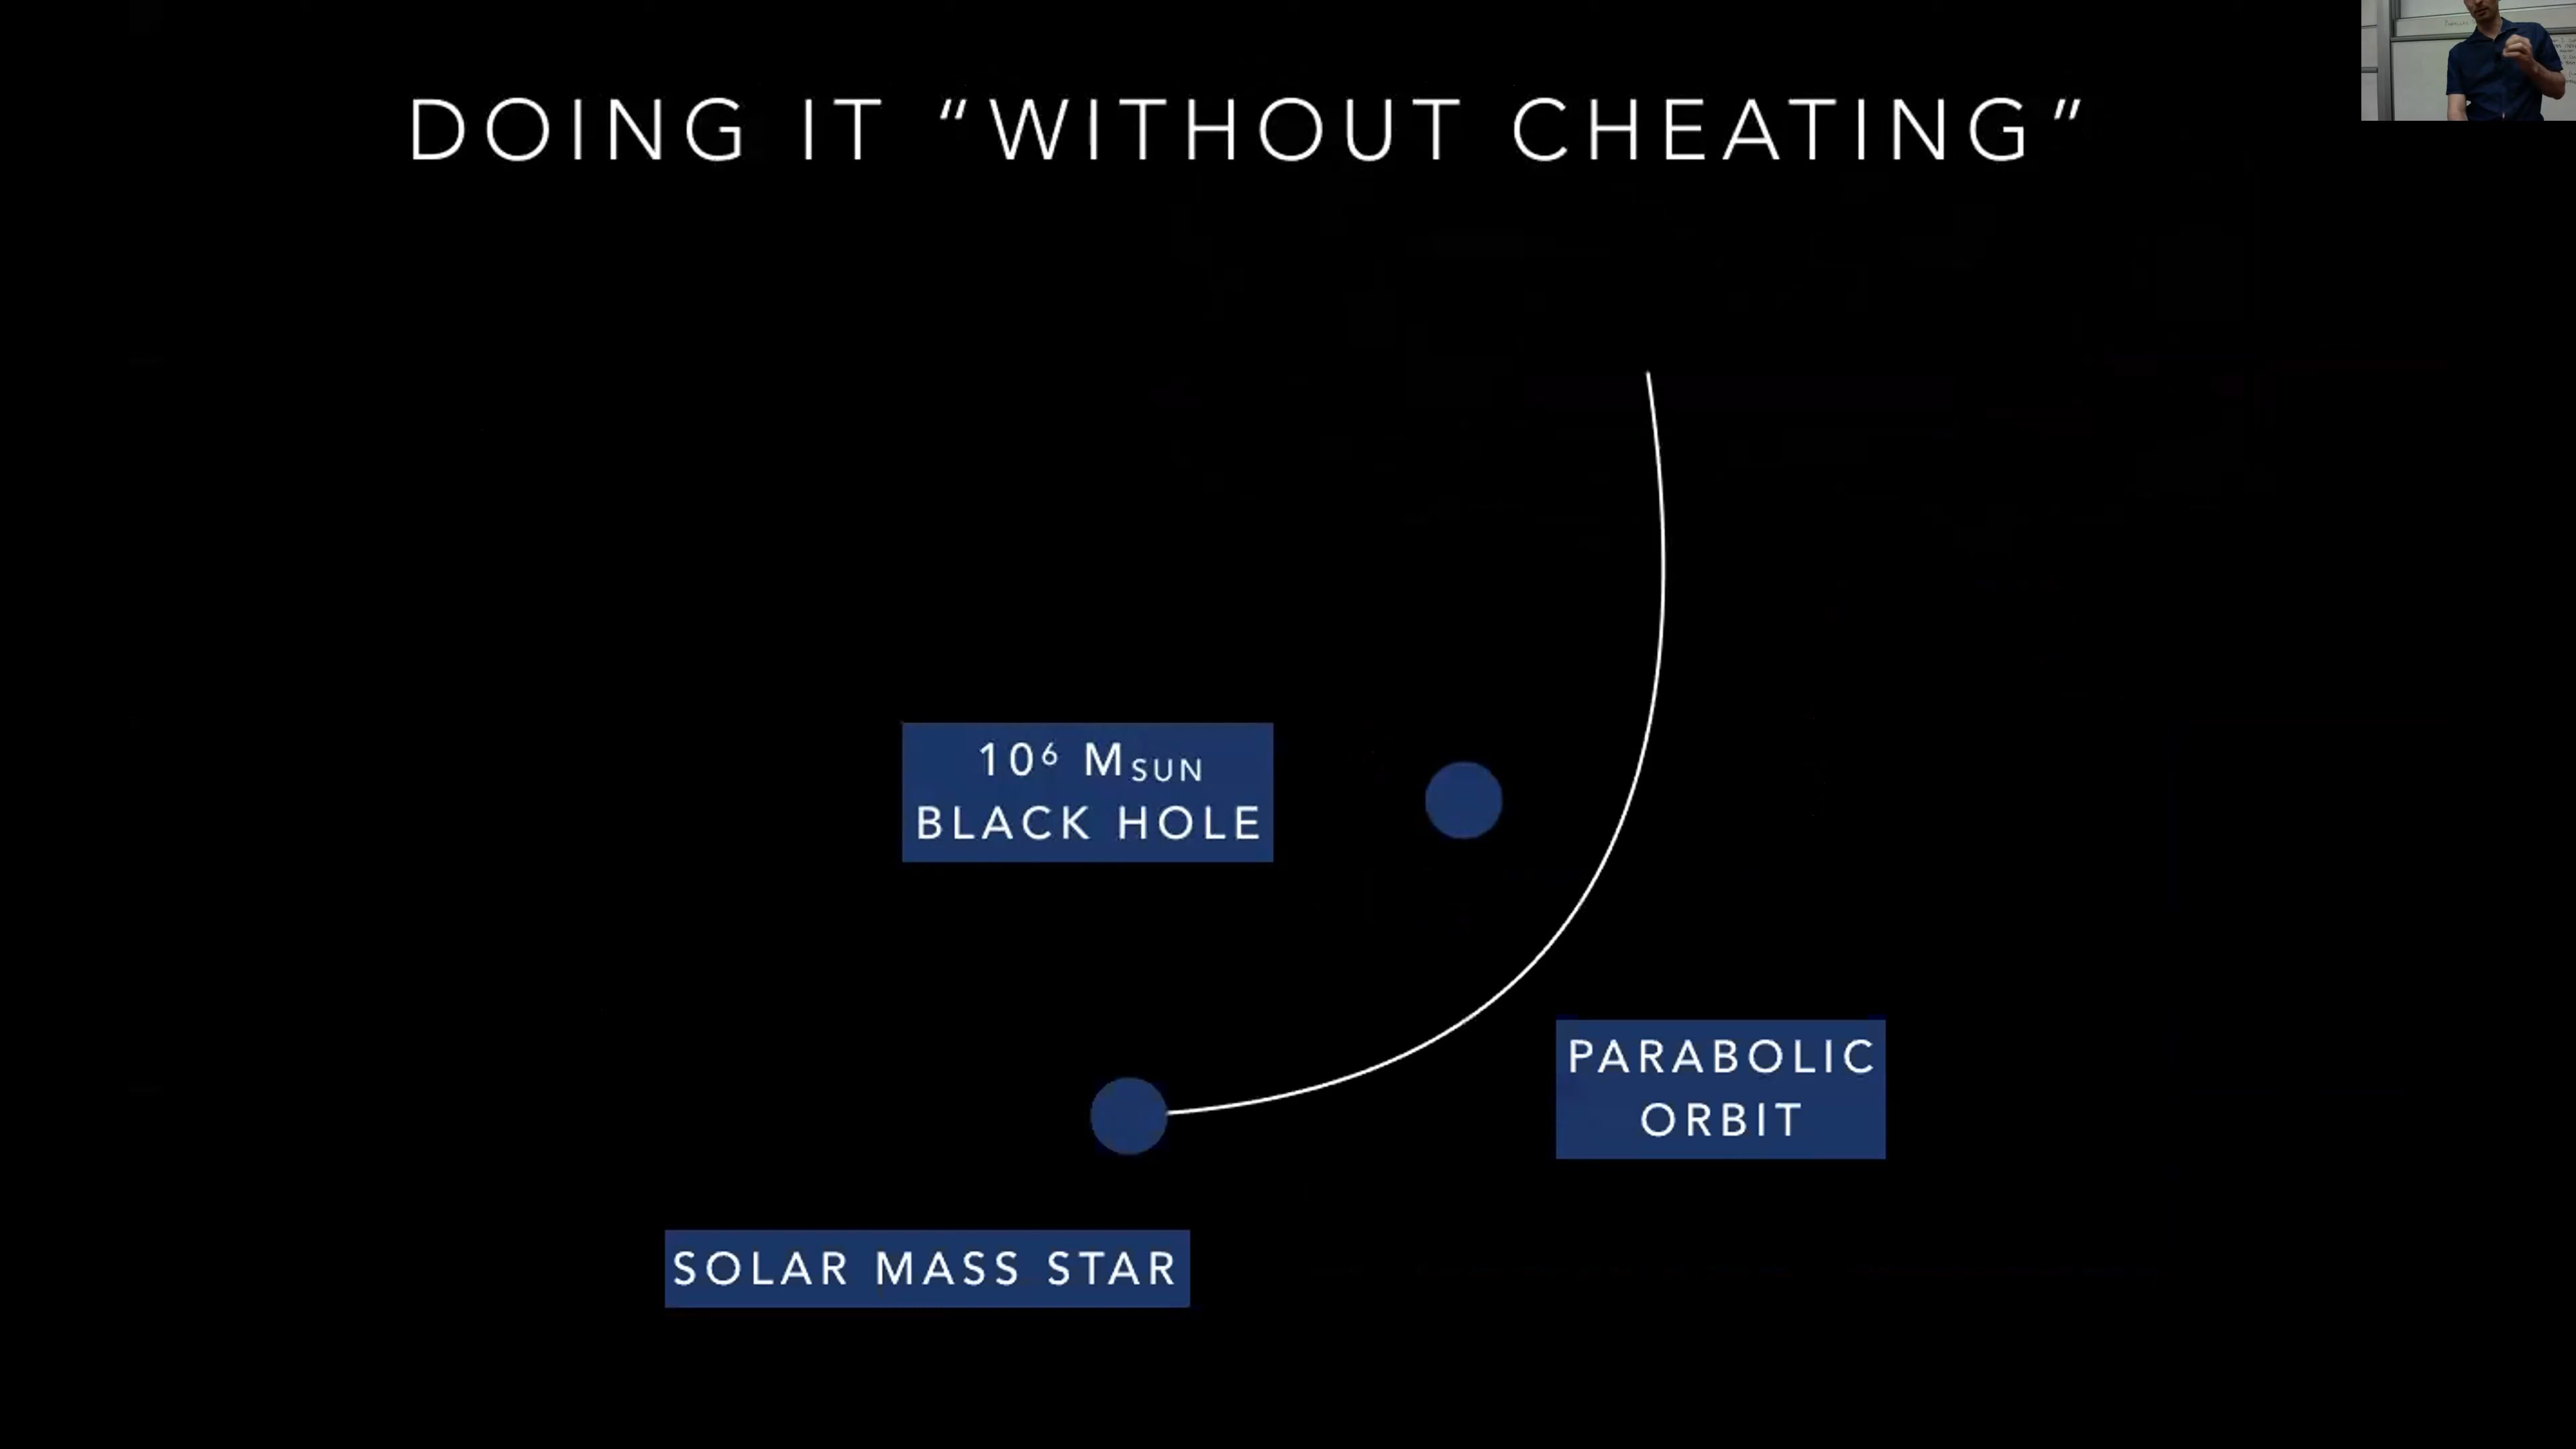 DOING IT “WITHOUT CHEATING”
10⁶ MSUN
BLACK HOLE
PARABOLIC
ORBIT
SOLAR MASS STAR